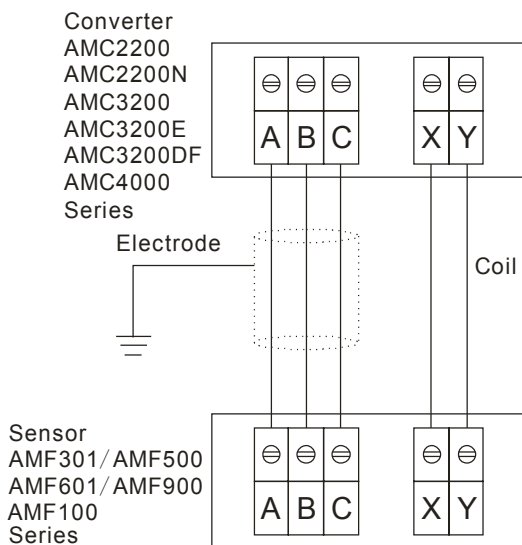 Converter
AMC2200
AMC2200N
AMC3200
AMC3200E
AMC3200DF
AMC4000
Series
A B C X Y
Electrode
Coil
Sensor
AMF301/AMF500
AMF601/AMF900
AMF100
Series
A B C X Y